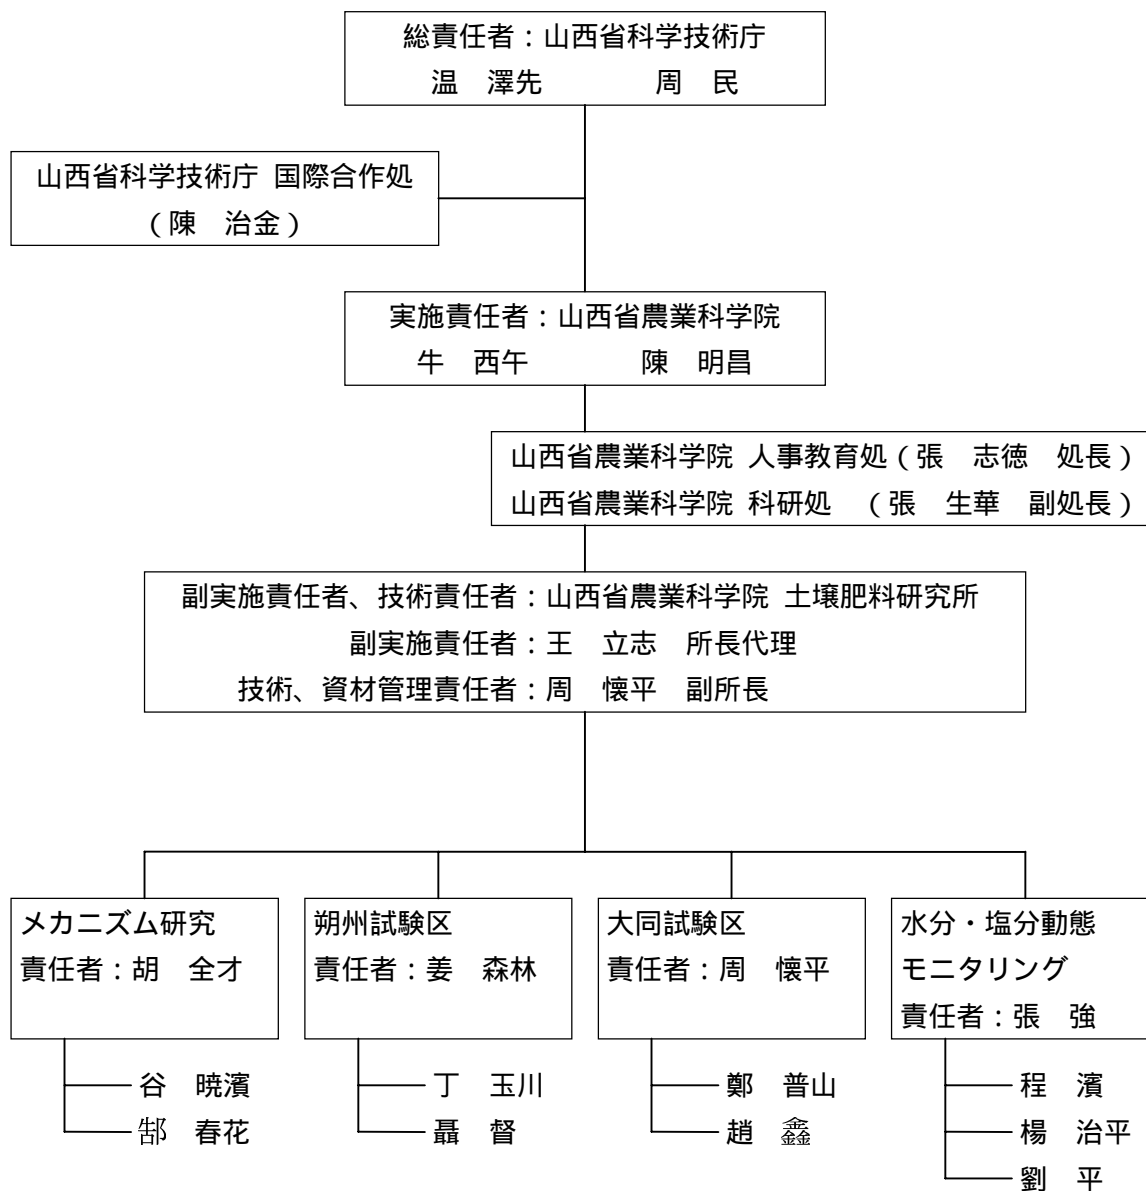 総責任者：山西省科学技術庁
温　澤先　　　　周　民
山西省科学技術庁 国際合作処
（陳　治金）
実施責任者：山西省農業科学院
牛　西午　　　　陳　明昌
山西省農業科学院 人事教育処（張　志徳　処長）
山西省農業科学院 科研処　（張　生華　副処長）
副実施責任者、技術責任者：山西省農業科学院 土壌肥料研究所
副実施責任者：王　立志　所長代理
技術、資材管理責任者：周　懐平　副所長
メカニズム研究
責任者：胡　全才
谷　暁濱
郜　春花
朔州試験区
責任者：姜　森林
丁　玉川
聶　督
大同試験区
責任者：周　懐平
鄭　普山
趙　鑫
水分・塩分動態
モニタリング
責任者：張　強
程　濱
楊　治平
劉　平